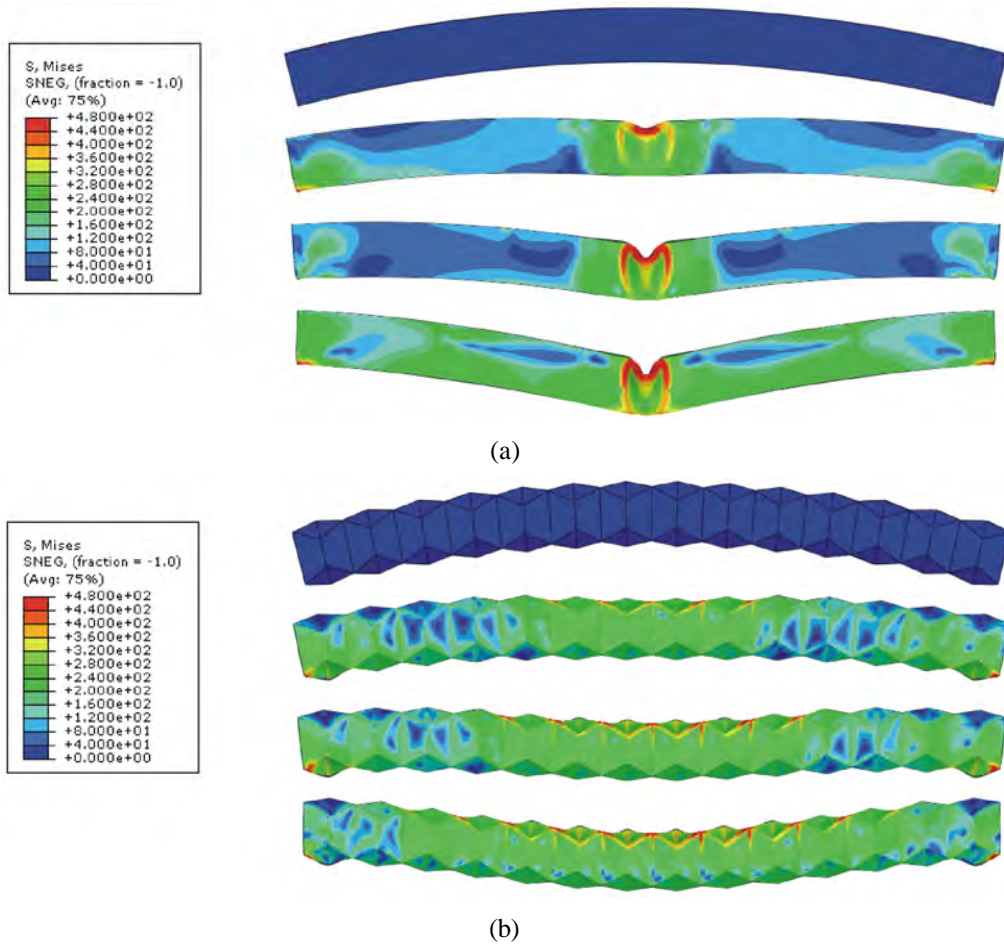 S, Mises
SNEG, (fraction = -1.0)
(Avg: 75%)
+4.800e+02
+4.400e+02
+4.000e+02
+3.600e+02
+3.200e+02
+2.800e+02
+2.400e+02
+2.000e+02
+1.600e+02
+1.200e+02
+8.000e+01
+4.000e+01
+0.000e+00
(a)
S, Mises
SNEG, (fraction = -1.0)
(Avg: 75%)
+4.800e+02
+4.400e+02
+4.000e+02
+3.600e+02
+3.200e+02
+2.800e+02
+2.400e+02
+2.000e+02
+1.600e+02
+1.200e+02
+8.000e+01
+4.000e+01
+0.000e+00
(b)